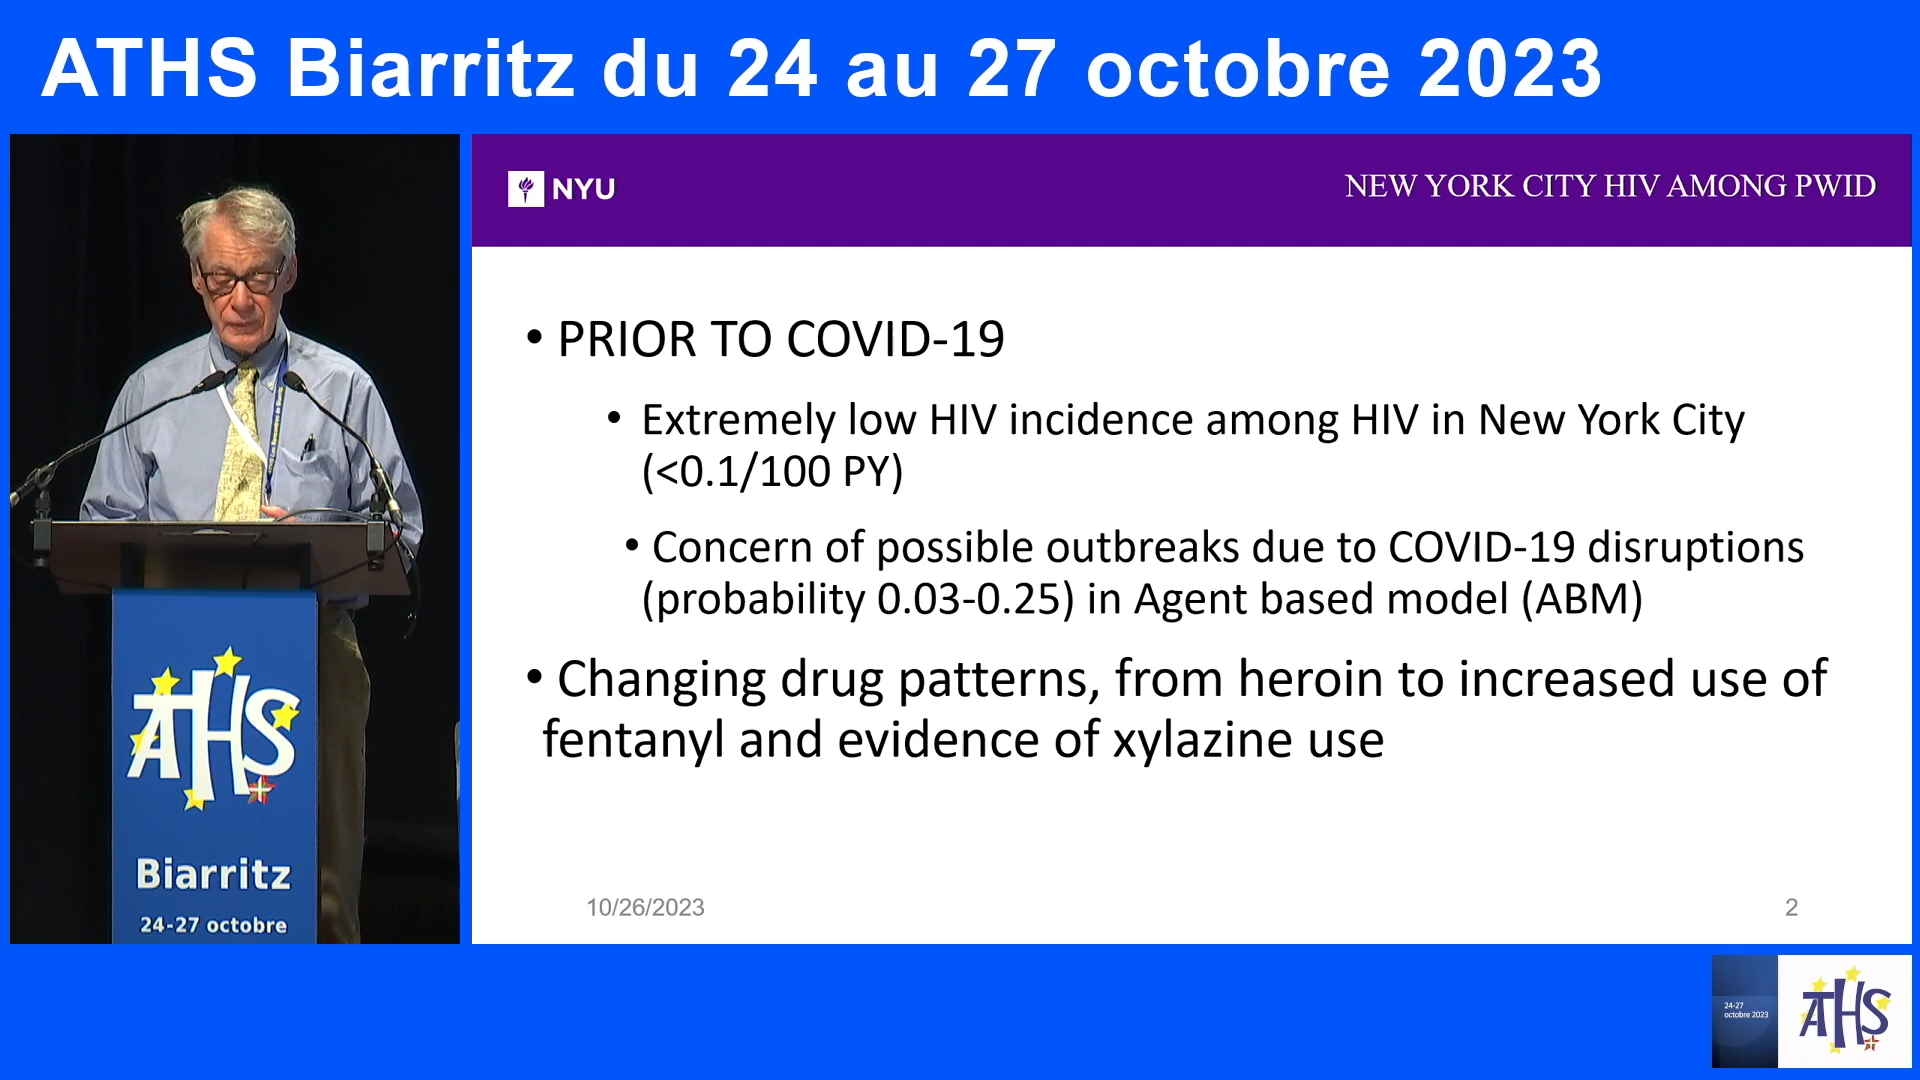 ATHS Biarritz du 24 au 27 octobre 2023
NYU
NEW YORK CITY HIV AMONG PWID
• PRIOR TO COVID-19
• Extremely low HIV incidence among HIV in New York City
(<0.1/100 PY)
• Concern of possible outbreaks due to COVID-19 disruptions
(probability 0.03-0.25) in Agent based model (ABM)
• Changing drug patterns, from heroin to increased use of
fentanyl and evidence of xylazine use
10/26/2023
2
ATHS
Biarritz
24-27 octobre
24-27
octobre 2023
ATHS